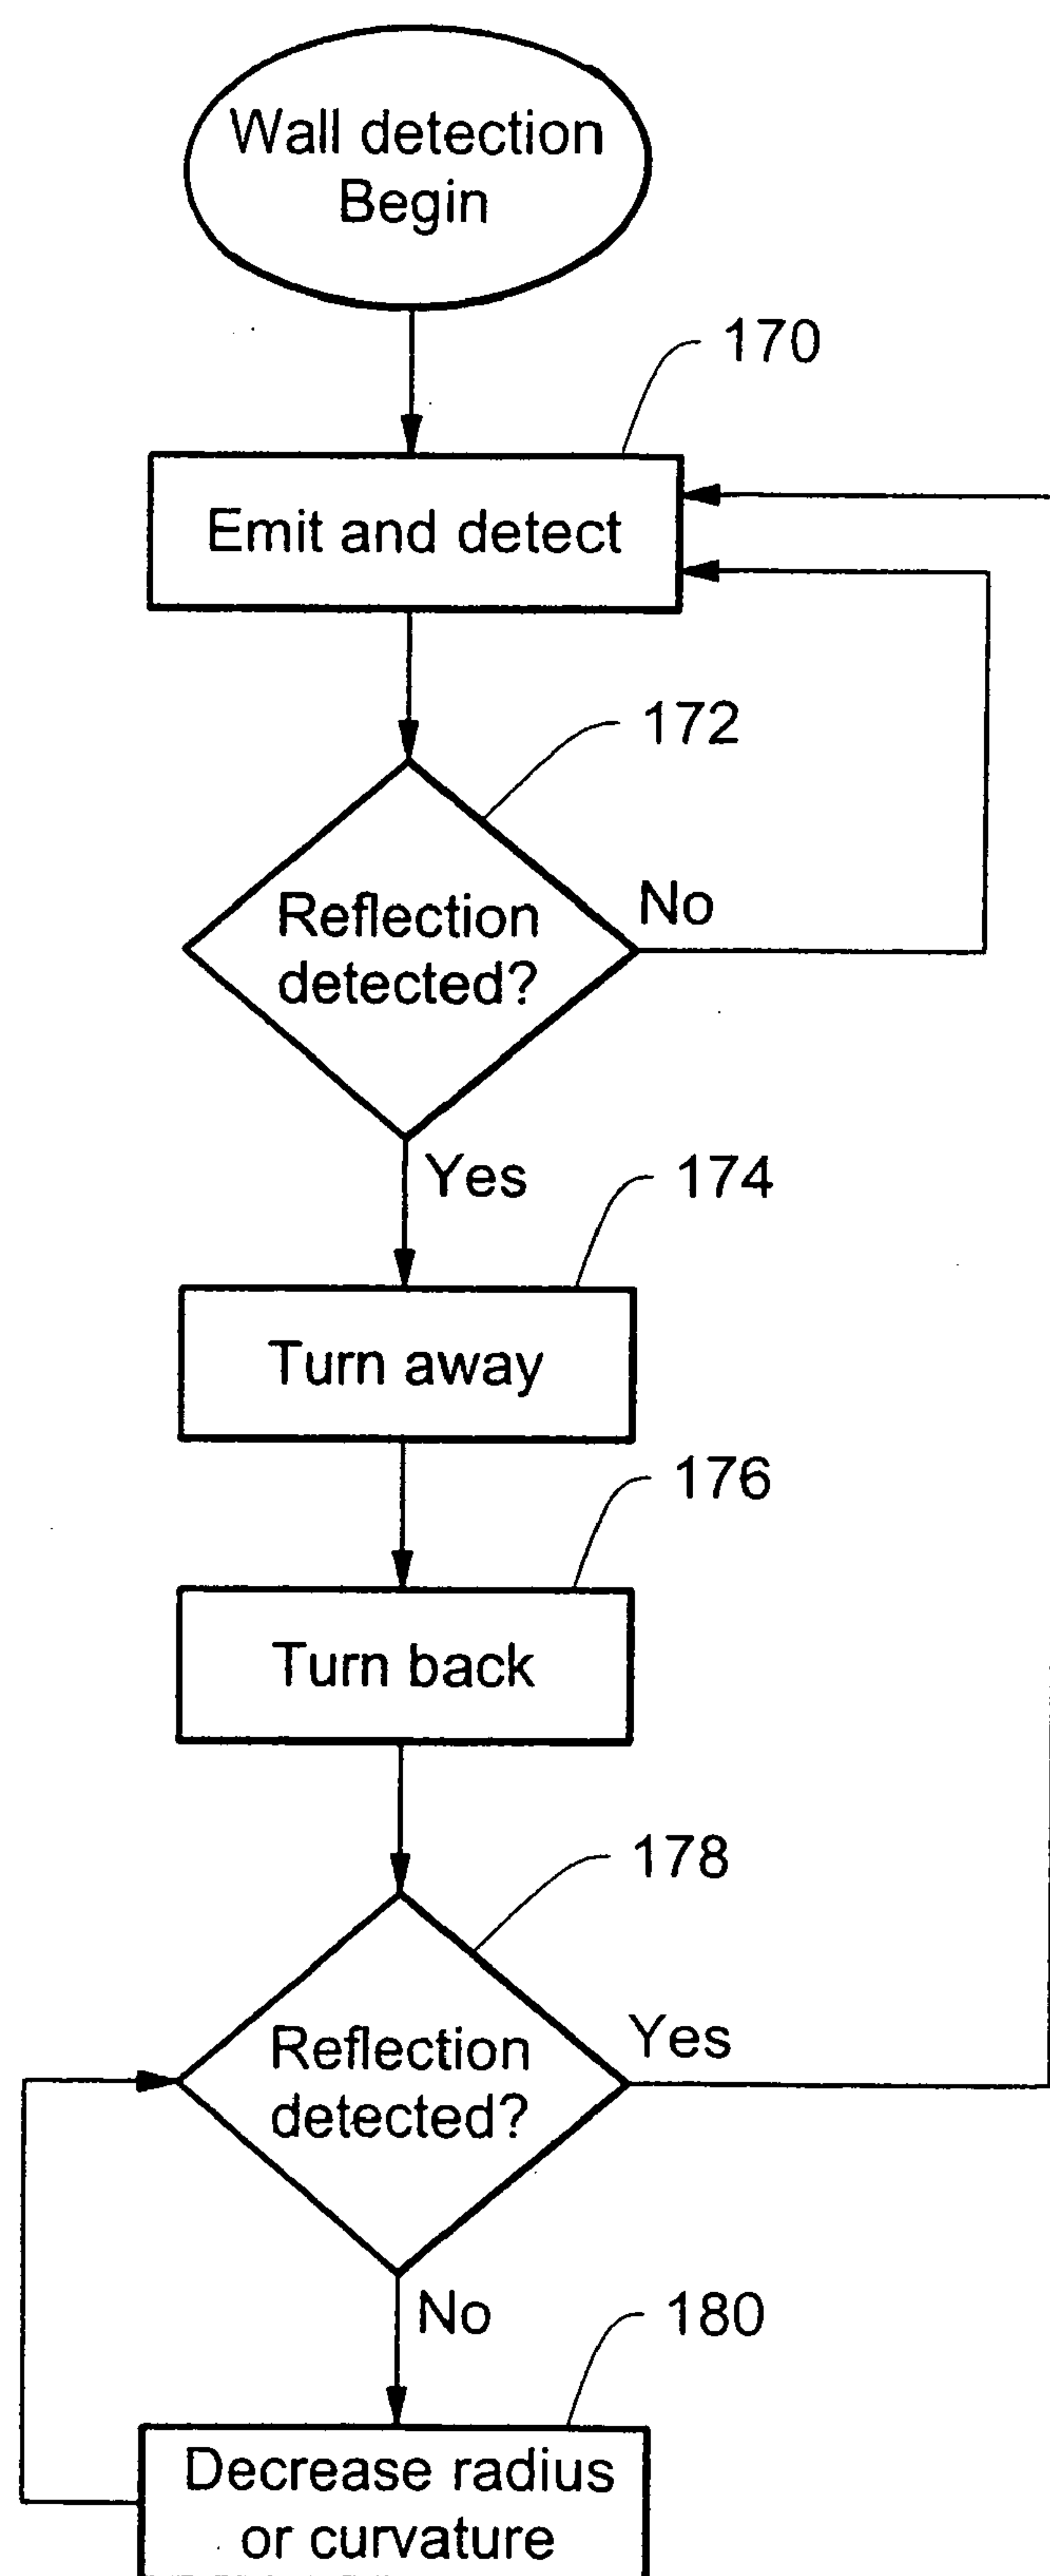 Wall detection
Begin
170
Emit and detect
172
Reflection
detected?
No
Yes
174
Turn away
176
Turn back
178
Reflection
detected?
Yes
No
180
Decrease radius
or curvature